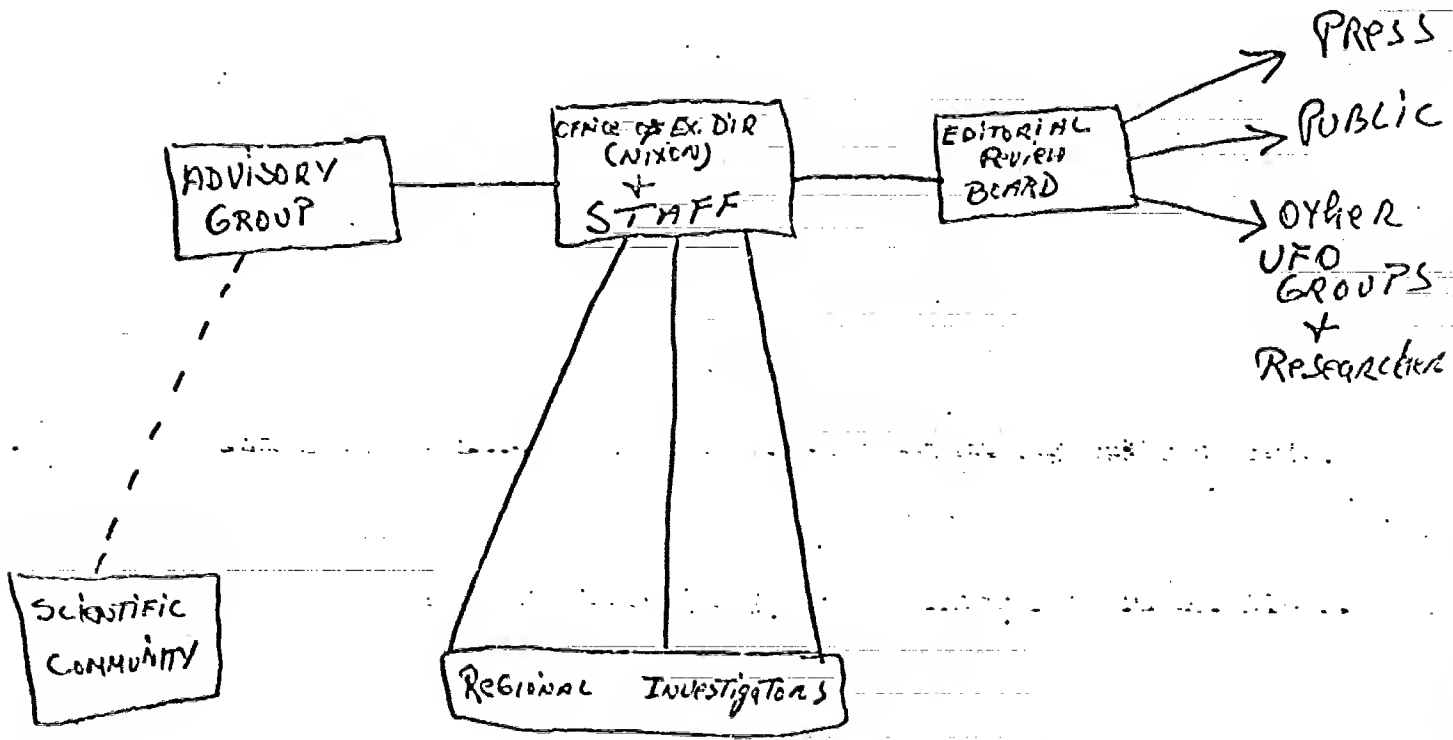 ADVISORY
GROUP
OFFICE OF EX. DIR
(NIXON)
+
STAFF
EDITORIAL
REVIEW
BOARD
PRESS
PUBLIC
OTHER
UFO
GROUPS
+
RESEARCHER
SCIENTIFIC
COMMUNITY
REGIONAL INVESTIGATORS